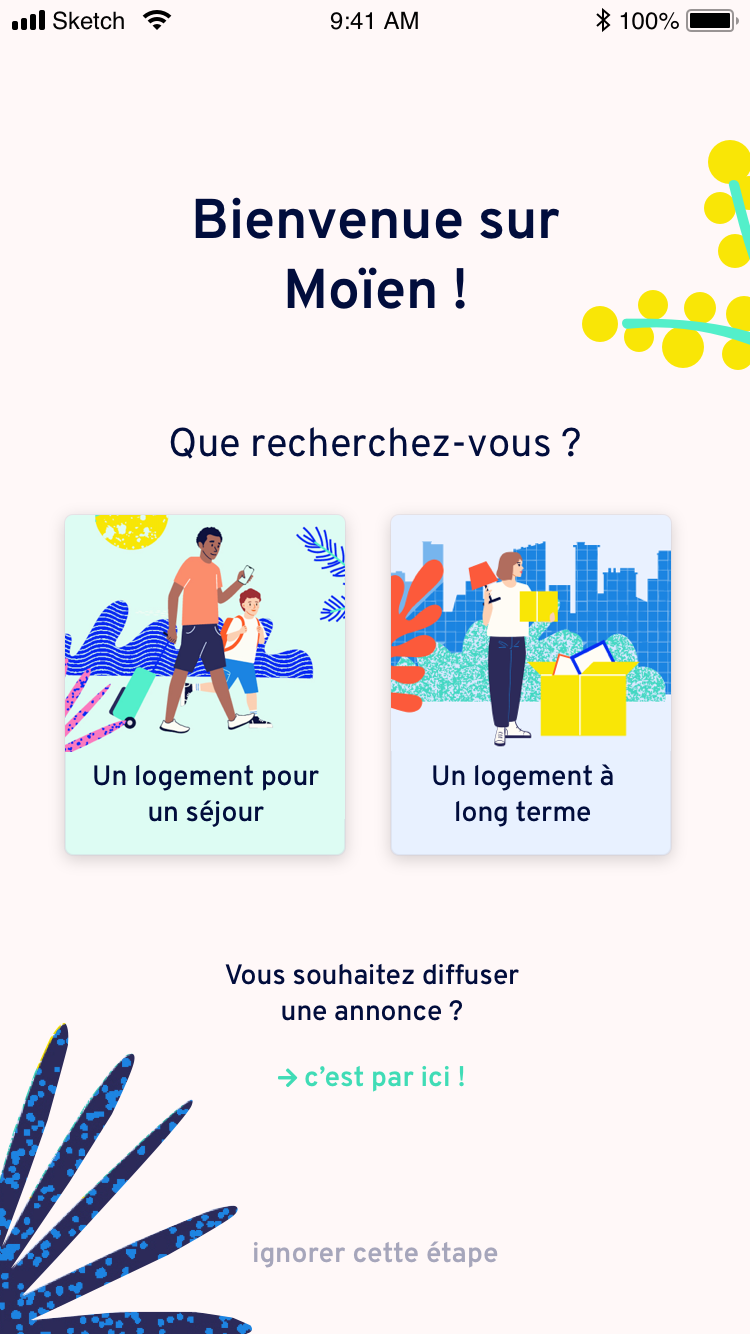 Sketch 9:41 AM 100%
Bienvenue sur
Moïen !
Que recherchez-vous ?
Un logement pour
un séjour
Un logement à
long terme
Vous souhaitez diffuser
une annonce ?
→ c’est par ici !
ignorer cette étape